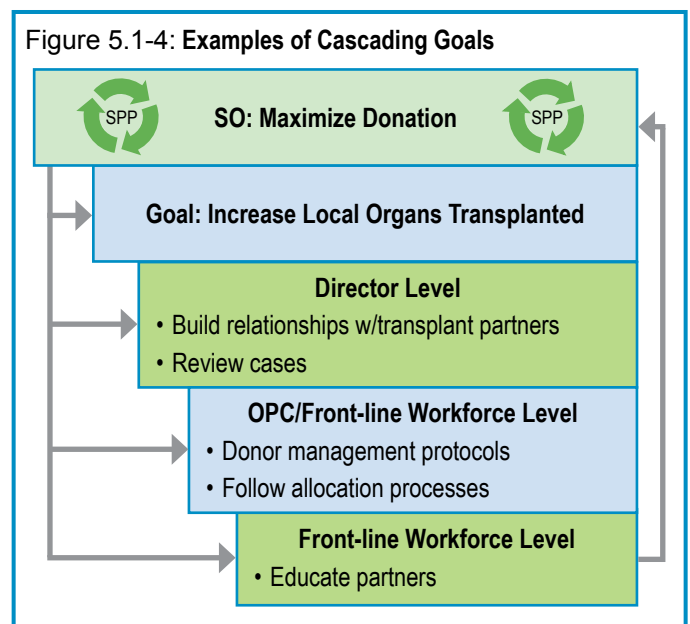 Figure 5.1-4: Examples of Cascading Goals
SPP SO: Maximize Donation SPP
Goal: Increase Local Organs Transplanted
Director Level
• Build relationships w/transplant partners
• Review cases
OPC/Front-line Workforce Level
• Donor management protocols
• Follow allocation processes
Front-line Workforce Level
• Educate partners